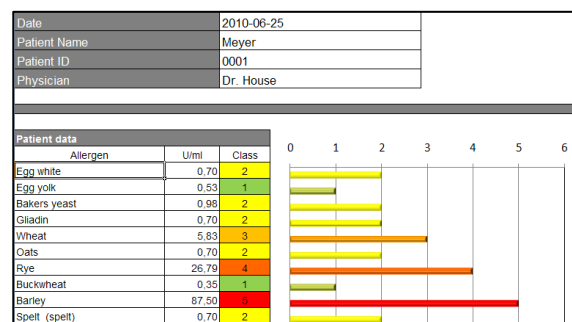 Date 2010-06-25
Patient Name Meyer
Patient ID 0001
Physician Dr. House
Patient data
Allergen U/ml Class 0 1 2 3 4 5 6
Egg white 0,70 2
Egg yolk 0,53 1
Bakers yeast 0,98 2
Gliadin 0,70 2
Wheat 5,83 3
Oats 0,70 2
Rye 26,79 4
Buckwheat 0,35 1
Barley 87,50 5
Spelt (spelt) 0,70 2